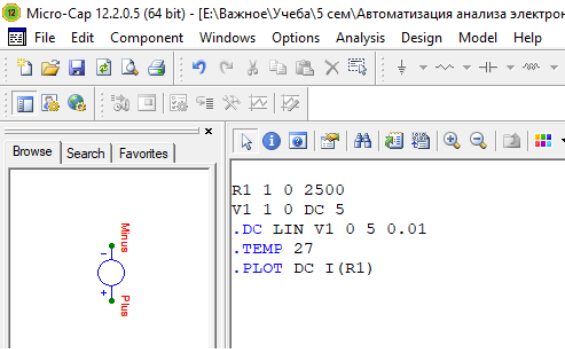 Micro-Cap 12.2.0.5 (64 bit) - [E:\Важное\Учеба\5 сем\Автоматизация анализа электрон
File Edit Component Windows Options Analysis Design Model Help
Browse Search Favorites
Minus
Plus
R1 1 0 2500
V1 1 0 DC 5
.DC LIN V1 0 5 0.01
.TEMP 27
.PLOT DC I(R1)